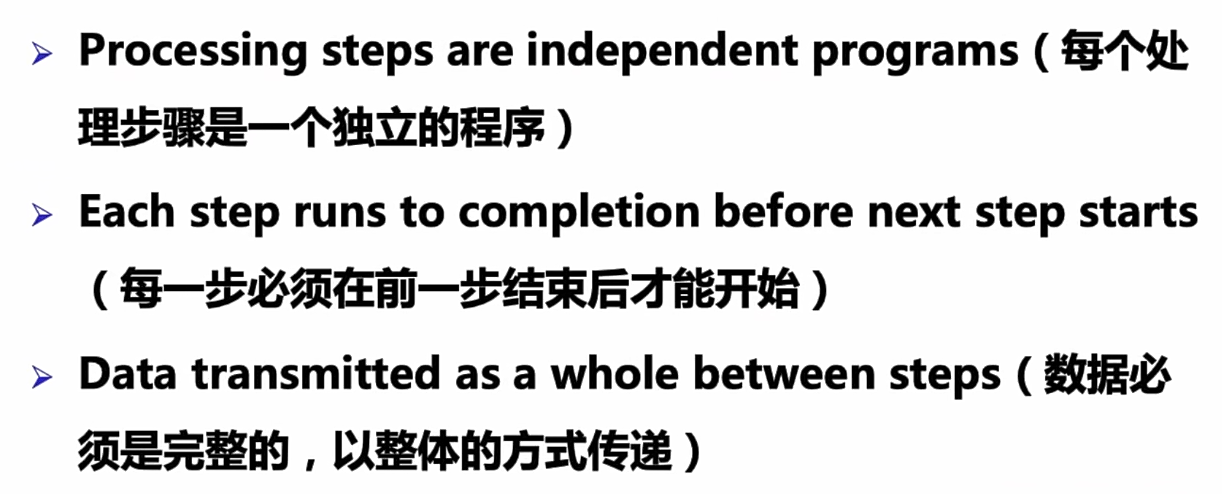 ➢ Processing steps are independent programs（每个处
理步骤是一个独立的程序）
➢ Each step runs to completion before next step starts
（每一步必须在前一步结束后才能开始）
➢ Data transmitted as a whole between steps（数据必
须是完整的，以整体的方式传递）